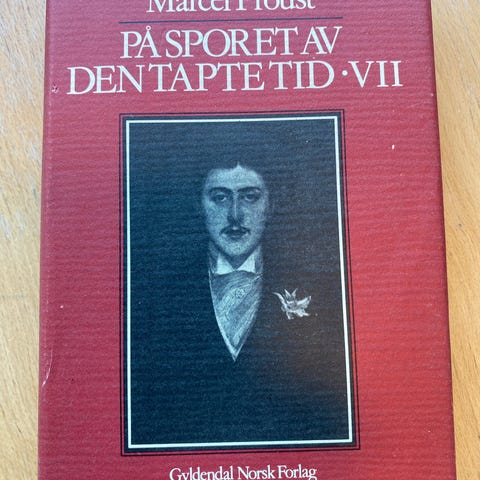 Marcel Proust
PÅ SPORET AV
DEN TAPTE TID · VII
Gyldendal Norsk Forlag